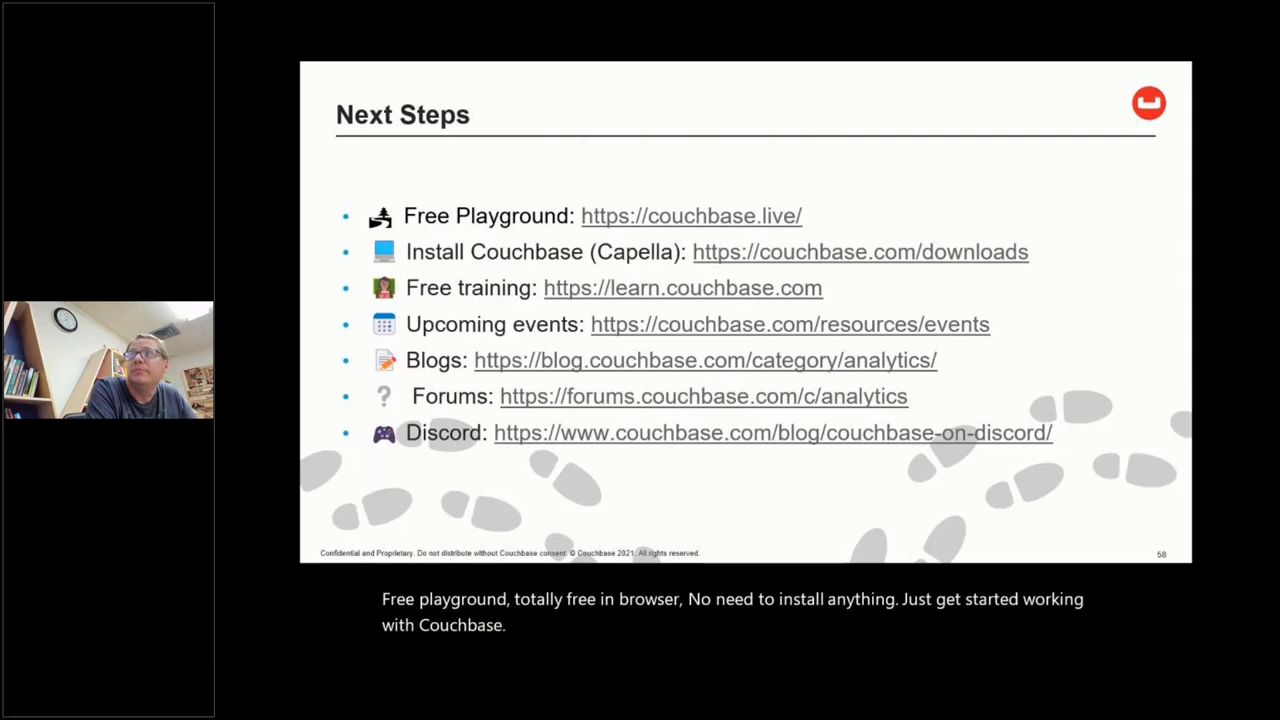 Next Steps
• Free Playground: https://couchbase.live/
• Install Couchbase (Capella): https://couchbase.com/downloads
• Free training: https://learn.couchbase.com
• Upcoming events: https://couchbase.com/resources/events
• Blogs: https://blog.couchbase.com/category/analytics/
• Forums: https://forums.couchbase.com/c/analytics
• Discord: https://www.couchbase.com/blog/couchbase-on-discord/
Confidential and Proprietary. Do not distribute without Couchbase consent. © Couchbase 2021. All rights reserved.
58
Free playground, totally free in browser, No need to install anything. Just get started working
with Couchbase.